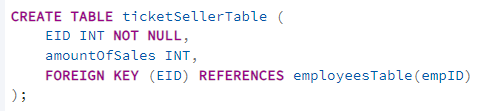 CREATE TABLE ticketSellerTable (
    EID INT NOT NULL,
    amountOfSales INT,
    FOREIGN KEY (EID) REFERENCES employeesTable(empID)
);